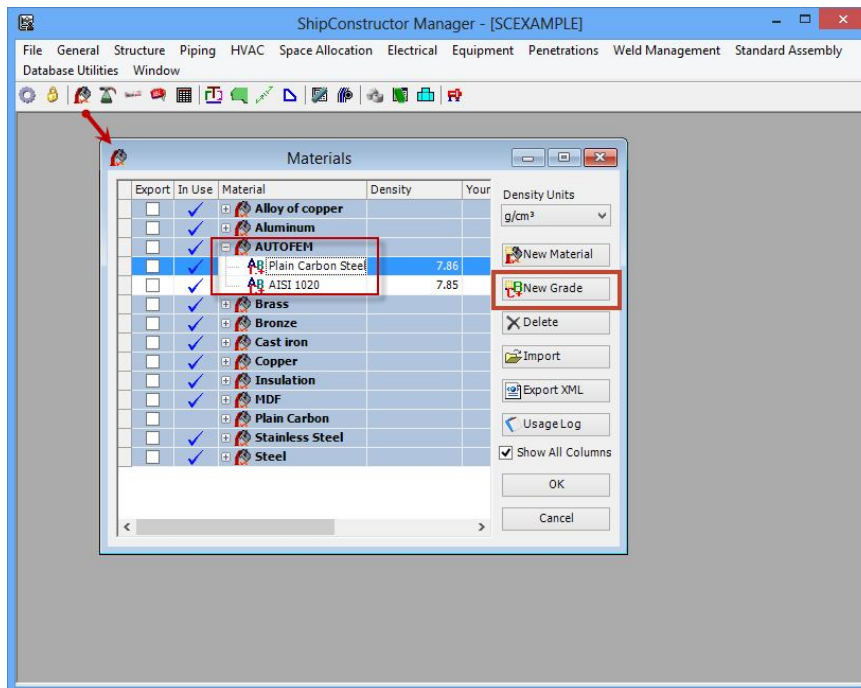 ShipConstructor Manager - [SCEXAMPLE]
File General Structure Piping HVAC Space Allocation Electrical Equipment Penetrations Weld Management Standard Assembly
Database Utilities Window
Materials
Export In Use Material Density Your
Alloy of copper
Aluminum
AUTOFEM
Plain Carbon Steel 7.86
AISI 1020 7.85
Brass
Bronze
Cast iron
Copper
Insulation
MDF
Plain Carbon
Stainless Steel
Steel
Density Units
g/cm³
New Material
New Grade
Delete
Import
Export XML
Usage Log
Show All Columns
OK
Cancel